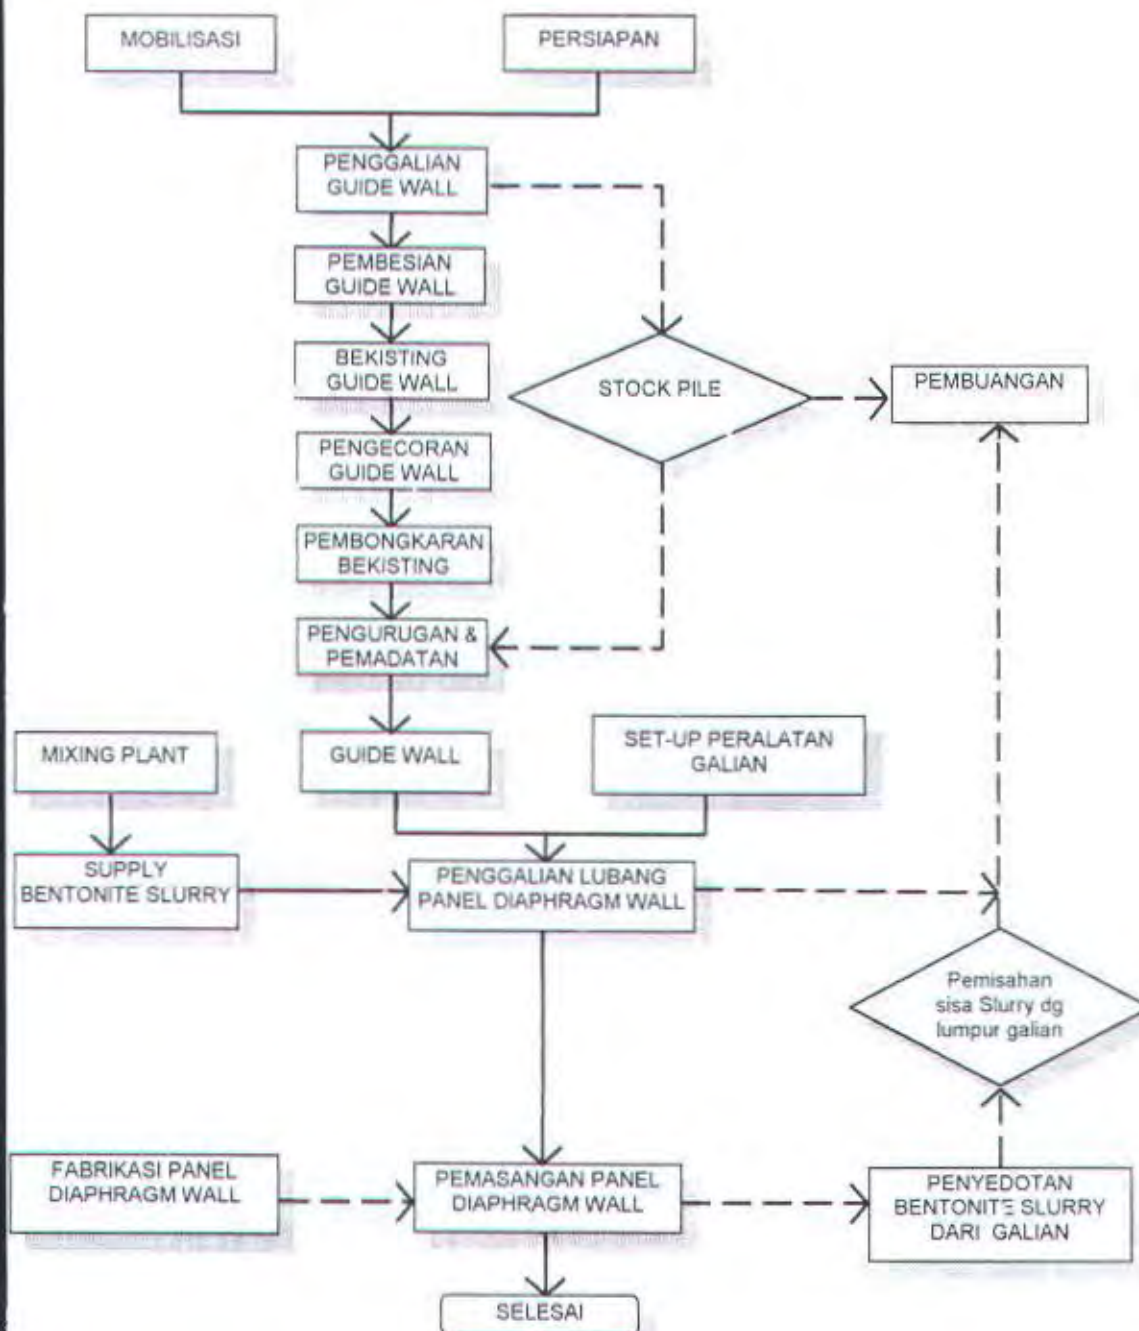 MOBILISASI
PERSIAPAN
PENGGALIAN
GUIDE WALL
PEMBESIAN
GUIDE WALL
BEKISTING
GUIDE WALL
STOCK PILE
PEMBUANGAN
PENGECORAN
GUIDE WALL
PEMBONGKARAN
BEKISTING
PENGURUGAN &
PEMADATAN
MIXING PLANT
GUIDE WALL
SET-UP PERALATAN
GALIAN
SUPPLY
BENTONITE SLURRY
PENGGALIAN LUBANG
PANEL DIAPHRAGM WALL
Pemisahan
sisa Slurry dg
lumpur galian
FABRIKASI PANEL
DIAPHRAGM WALL
PEMASANGAN PANEL
DIAPHRAGM WALL
PENYEDOTAN
BENTONITE SLURRY
DARI GALIAN
SELESAI